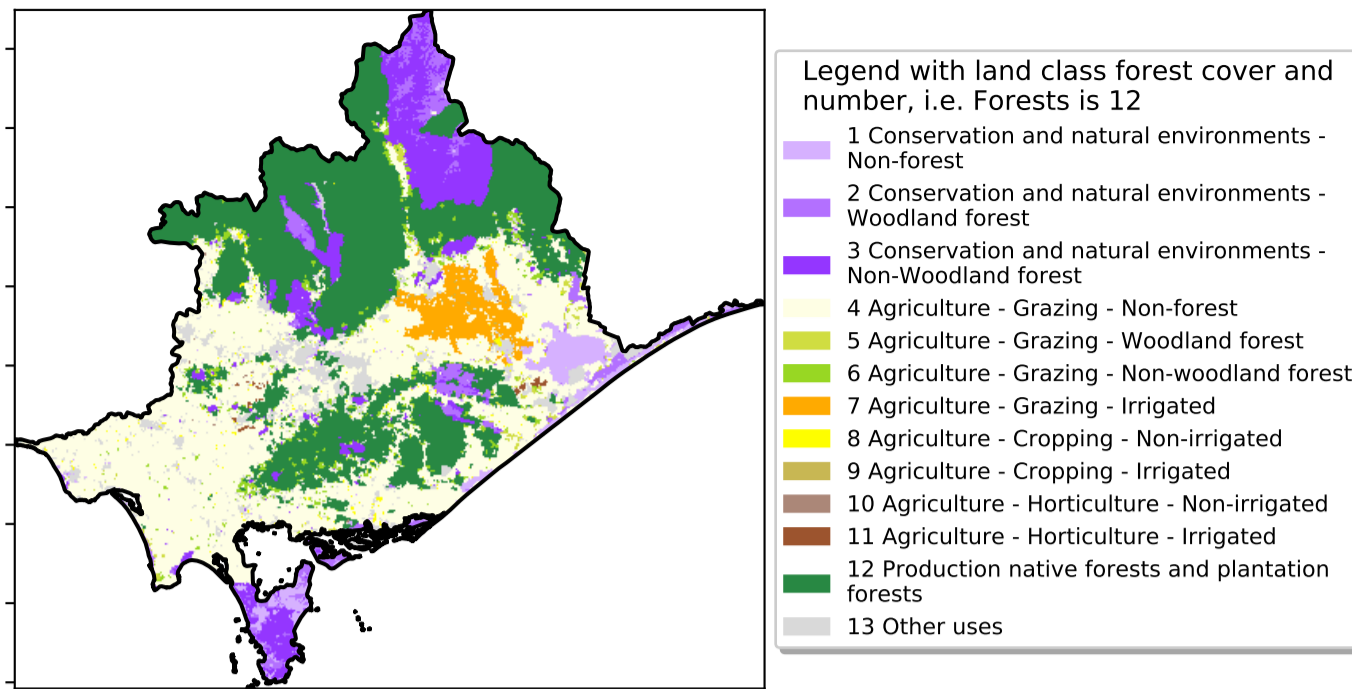 Legend with land class forest cover and
number, i.e. Forests is 12
1 Conservation and natural environments -
Non-forest
2 Conservation and natural environments -
Woodland forest
3 Conservation and natural environments -
Non-Woodland forest
4 Agriculture - Grazing - Non-forest
5 Agriculture - Grazing - Woodland forest
6 Agriculture - Grazing - Non-woodland forest
7 Agriculture - Grazing - Irrigated
8 Agriculture - Cropping - Non-irrigated
9 Agriculture - Cropping - Irrigated
10 Agriculture - Horticulture - Non-irrigated
11 Agriculture - Horticulture - Irrigated
12 Production native forests and plantation
forests
13 Other uses